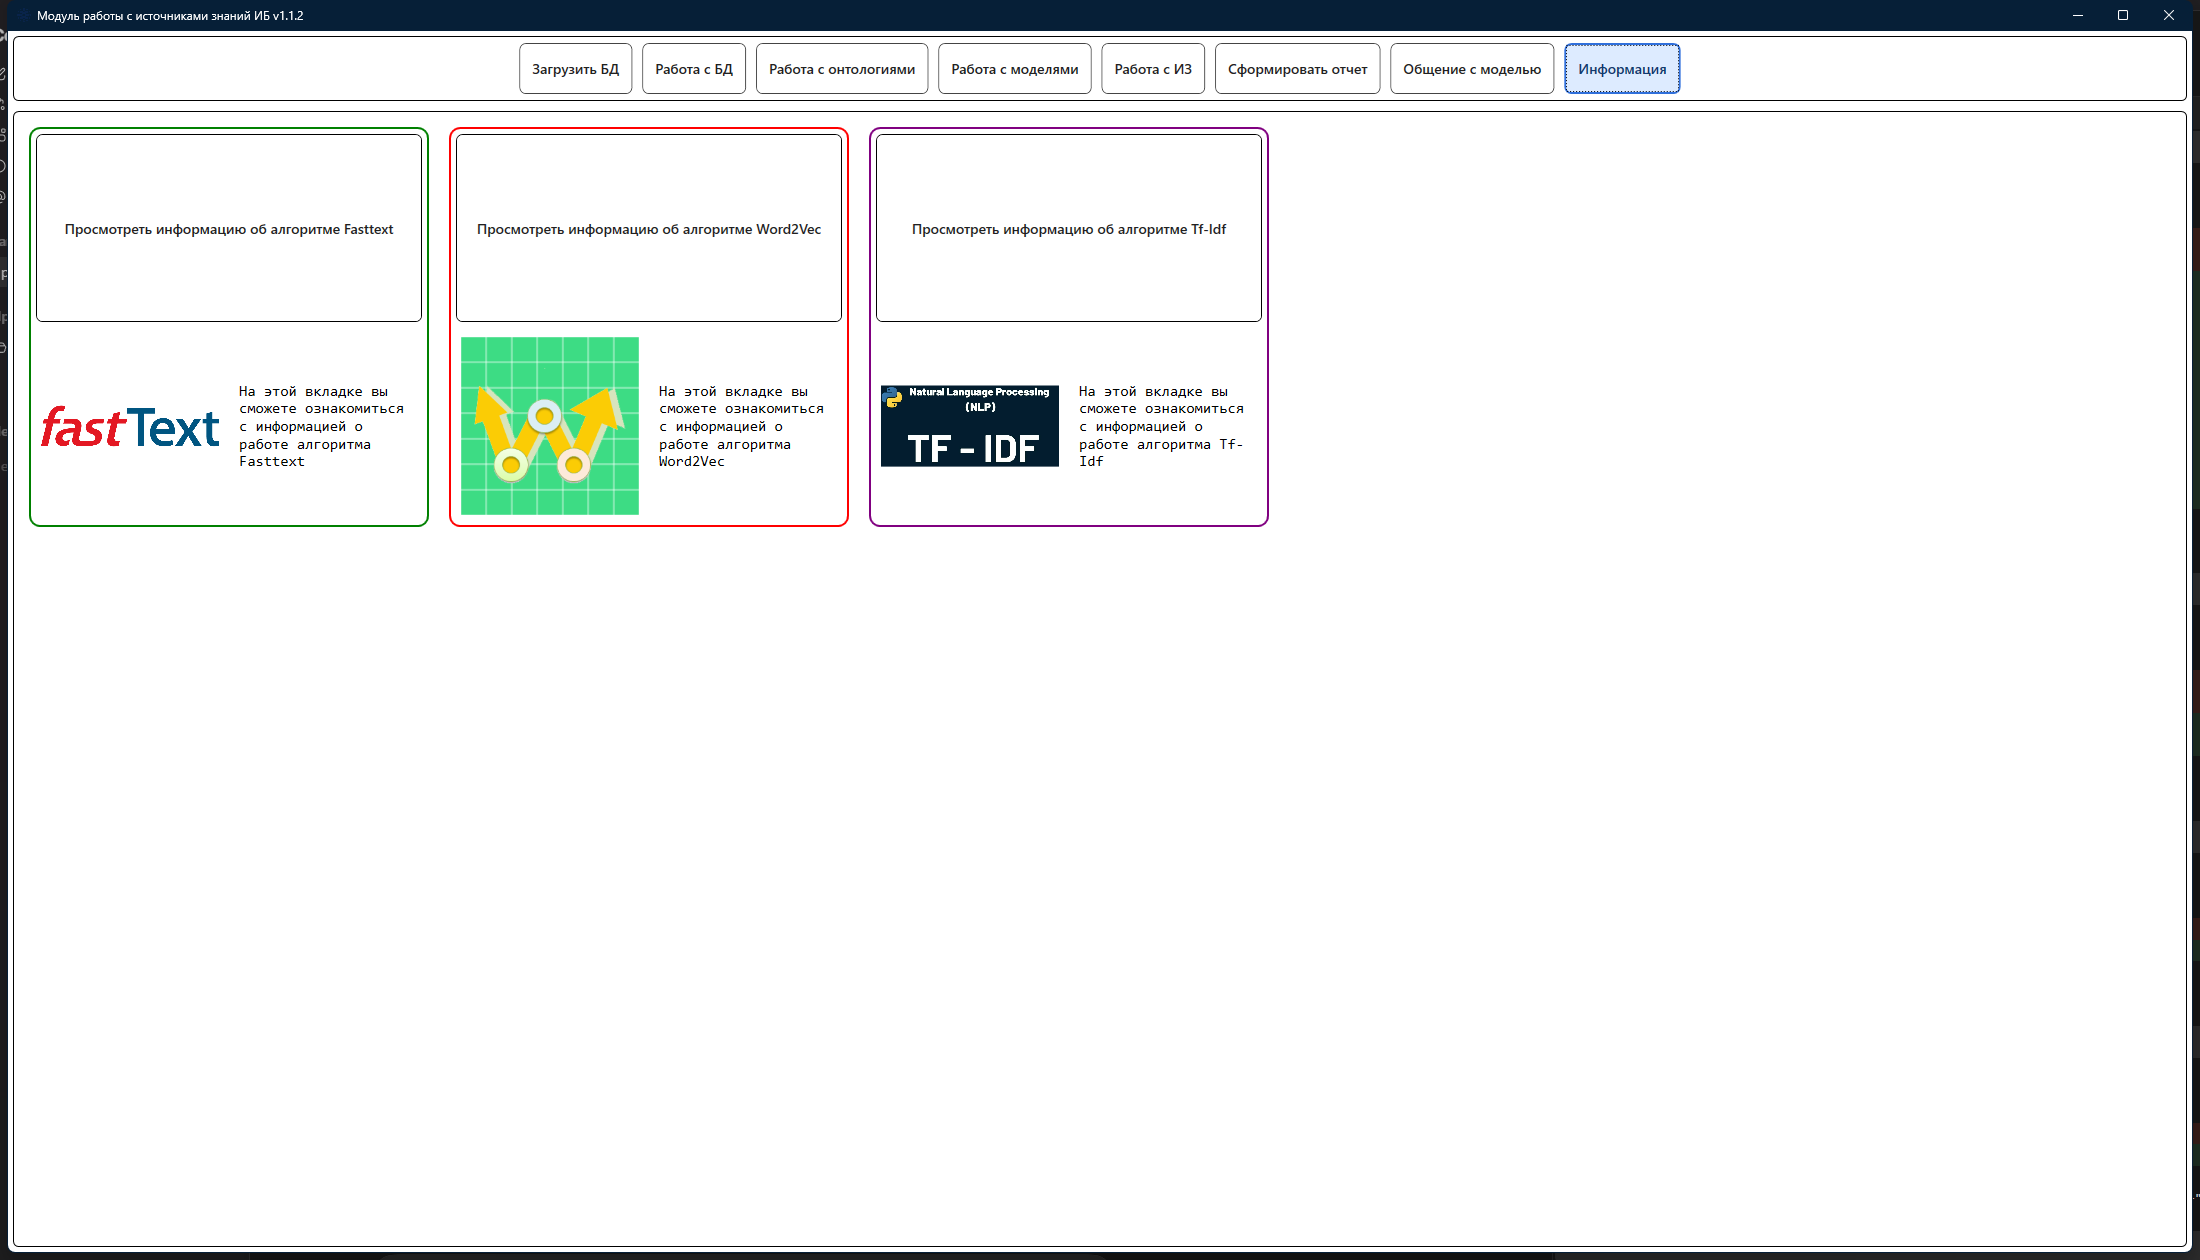 Модуль работы с источниками знаний ИБ v1.1.2
Загрузить БД
Работа с БД
Работа с онтологиями
Работа с моделями
Работа с ИЗ
Сформировать отчет
Общение с моделью
Информация
Просмотреть информацию об алгоритме Fasttext
fastText
На этой вкладке вы
сможете ознакомиться
с информацией о
работе алгоритма
Fasttext
Просмотреть информацию об алгоритме Word2Vec
На этой вкладке вы
сможете ознакомиться
с информацией о
работе алгоритма
Word2Vec
Просмотреть информацию об алгоритме Tf-Idf
Natural Language Processing
(NLP)
TF - IDF
На этой вкладке вы
сможете ознакомиться
с информацией о
работе алгоритма Tf-
Idf